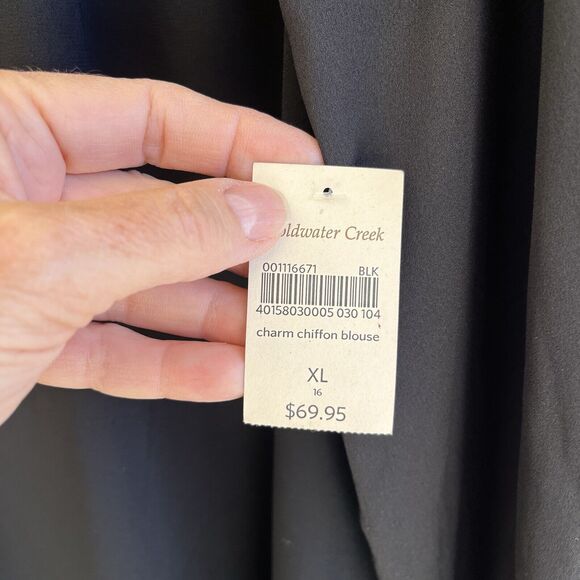 oldwater Creek
001116671 BLK
40158030005 030 104
charm chiffon blouse
XL
16
$69.95